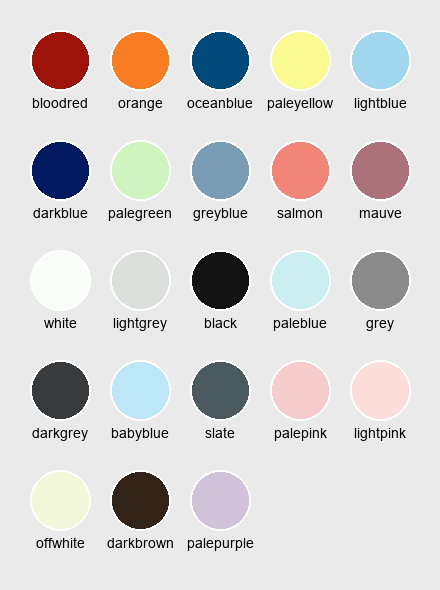 bloodred orange oceanblue paleyellow lightblue
darkblue palegreen greyblue salmon mauve
white lightgrey black paleblue grey
darkgrey babyblue slate palepink lightpink
offwhite darkbrown palepurple